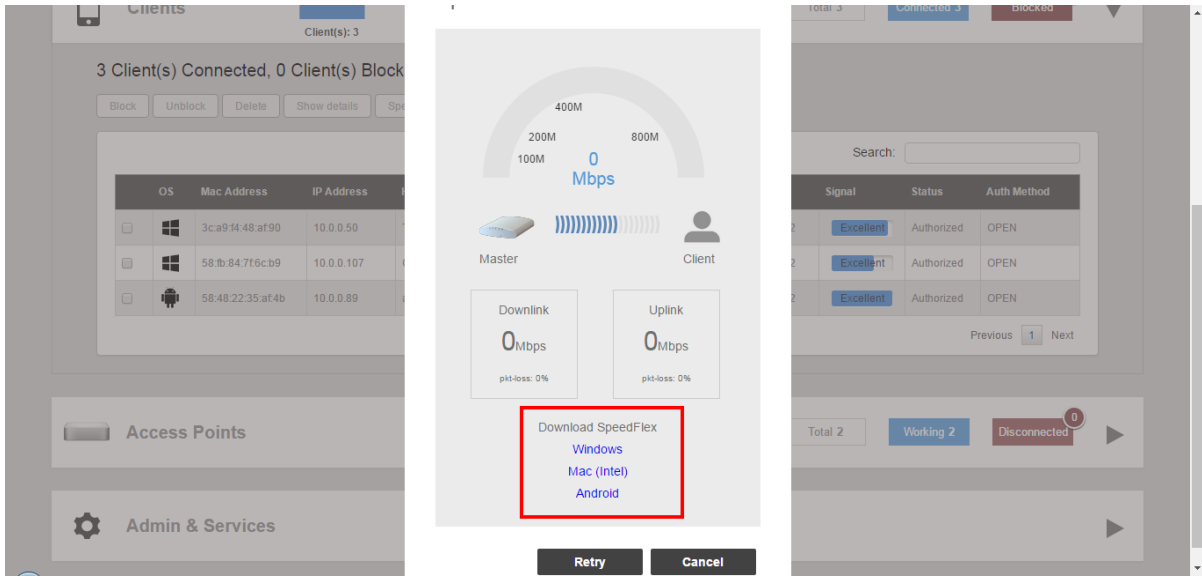 Clients
Client(s): 3
Total 3
Connected 3
Blocked
3 Client(s) Connected, 0 Client(s) Block
Block
Unblock
Delete
Show details
Spe
Search:
OS
Mac Address
IP Address
Signal
Status
Auth Method
3c:a9:f4:48:af:90
10.0.0.50
2
Excellent
Authorized
OPEN
58:fb:84:7f:6c:b9
10.0.0.107
2
Excellent
Authorized
OPEN
58:48:22:35:af:4b
10.0.0.89
2
Excellent
Authorized
OPEN
Previous
1
Next
400M
200M
800M
100M
0
Mbps
Master
Client
Downlink
0Mbps
pkt-loss: 0%
Uplink
0Mbps
pkt-loss: 0%
Download SpeedFlex
Windows
Mac (Intel)
Android
Retry
Cancel
Access Points
Total 2
Working 2
Disconnected
0
Admin & Services